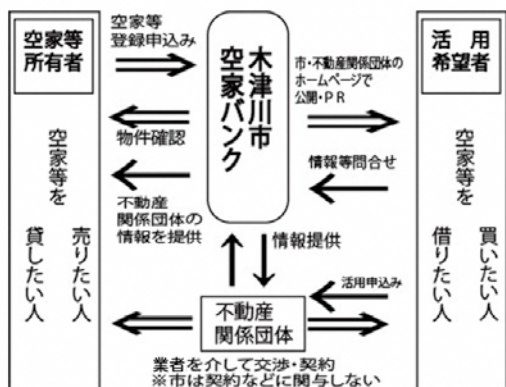 空家等
所有者
空家等を
売りたい人
貸したい人
空家等
登録申込み
物件確認
不動産
関係団体の
情報を提供
木津川市
空家バンク
市・不動産関係団体の
ホームページで
公開・PR
情報等問合せ
情報提供
活用申込み
不動産
関係団体
業者を介して交渉・契約
※市は契約などに関与しない
活用
希望者
空家等を
買いたい人
借りたい人